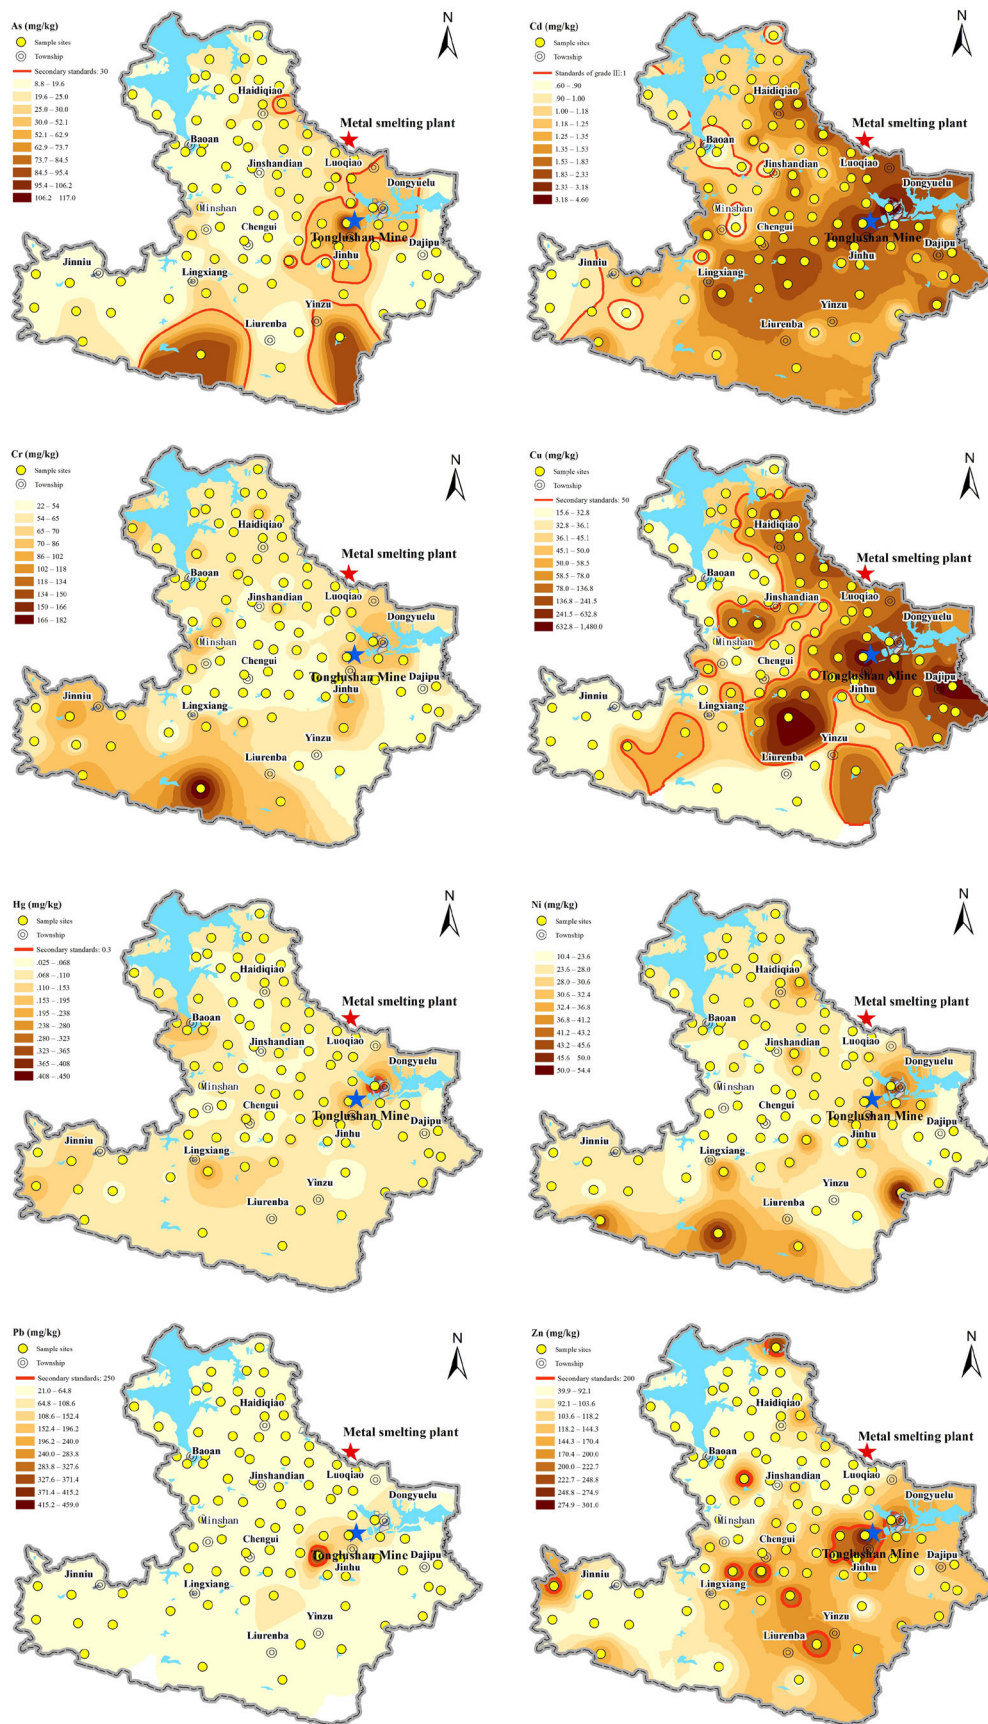 As (mg/kg)
Sample sites
Township
Secondary standards: 30
8.8 – 19.6
19.6 – 25.0
25.0 – 30.0
30.0 – 52.1
52.1 – 62.9
62.9 – 73.7
73.7 – 84.5
84.5 – 95.4
95.4 – 106.2
106.2 – 117.0
N
Haidiqiao
Metal smelting plant
Baoan
Jinshandian
Luoqiao
Dongyuelu
Minshan
Chengui
Tonglushan Mine
Dajipu
Jinhu
Jinniu
Lingxiang
Yinzu
Liurenba
Cd (mg/kg)
Sample sites
Township
Standards of grade III:1
.60 – .90
.90 – 1.00
1.00 – 1.18
1.18 – 1.25
1.25 – 1.35
1.35 – 1.53
1.53 – 1.83
1.83 – 2.33
2.33 – 3.18
3.18 – 4.60
N
Haidiqiao
Metal smelting plant
Baoan
Jinshandian
Luoqiao
Dongyuelu
Minshan
Chengui
Tonglushan Mine
Dajipu
Jinhu
Jinniu
Lingxiang
Yinzu
Liurenba
Cr (mg/kg)
Sample sites
Township
22 – 54
54 – 65
65 – 70
70 – 86
86 – 102
102 – 118
118 – 134
134 – 150
150 – 166
166 – 182
N
Haidiqiao
Metal smelting plant
Baoan
Jinshandian
Luoqiao
Dongyuelu
Minshan
Chengui
Tonglushan Mine
Dajipu
Jinhu
Jinniu
Lingxiang
Yinzu
Liurenba
Cu (mg/kg)
Sample sites
Township
Secondary standards: 50
15.6 – 32.8
32.8 – 36.1
36.1 – 45.1
45.1 – 50.0
50.0 – 58.5
58.5 – 78.0
78.0 – 136.8
136.8 – 241.5
241.5 – 632.8
632.8 – 1,480.0
N
Haidiqiao
Metal smelting plant
Baoan
Jinshandian
Luoqiao
Dongyuelu
Minshan
Chengui
Tonglushan Mine
Dajipu
Jinhu
Jinniu
Lingxiang
Yinzu
Liurenba
Hg (mg/kg)
Sample sites
Township
Secondary standards: 0.3
.025 – .068
.068 – .110
.110 – .153
.153 – .195
.195 – .238
.238 – .280
.280 – .323
.323 – .365
.365 – .408
.408 – .450
N
Haidiqiao
Metal smelting plant
Baoan
Jinshandian
Luoqiao
Dongyuelu
Minshan
Chengui
Tonglushan Mine
Dajipu
Jinhu
Jinniu
Lingxiang
Yinzu
Liurenba
Ni (mg/kg)
Sample sites
Township
10.4 – 23.6
23.6 – 28.0
28.0 – 30.6
30.6 – 32.4
32.4 – 36.8
36.8 – 41.2
41.2 – 43.2
43.2 – 45.6
45.6 – 50.0
50.0 – 54.4
N
Haidiqiao
Metal smelting plant
Baoan
Jinshandian
Luoqiao
Dongyuelu
Minshan
Chengui
Tonglushan Mine
Dajipu
Jinhu
Jinniu
Lingxiang
Yinzu
Liurenba
Pb (mg/kg)
Sample sites
Township
Secondary standards: 250
21.0 – 64.8
64.8 – 108.6
108.6 – 152.4
152.4 – 196.2
196.2 – 240.0
240.0 – 283.8
283.8 – 327.6
327.6 – 371.4
371.4 – 415.2
415.2 – 459.0
N
Haidiqiao
Metal smelting plant
Baoan
Jinshandian
Luoqiao
Dongyuelu
Minshan
Chengui
Tonglushan Mine
Dajipu
Jinhu
Jinniu
Lingxiang
Yinzu
Liurenba
Zn (mg/kg)
Sample sites
Township
Secondary standards: 200
39.9 – 92.1
92.1 – 103.6
103.6 – 118.2
118.2 – 144.3
144.3 – 170.4
170.4 – 200.0
200.0 – 222.7
222.7 – 248.8
248.8 – 274.9
274.9 – 301.0
N
Haidiqiao
Metal smelting plant
Baoan
Jinshandian
Luoqiao
Dongyuelu
Minshan
Chengui
Tonglushan Mine
Dajipu
Jinhu
Jinniu
Lingxiang
Yinzu
Liurenba